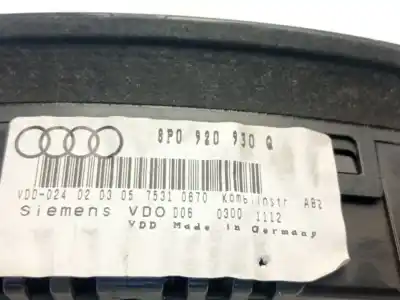 8P0 920 930 Q
VDD-024 02 03 05 7531 0670 Kombiinstr AB2
Siemens VDO D06 0300 1112
VDD Made in Germany